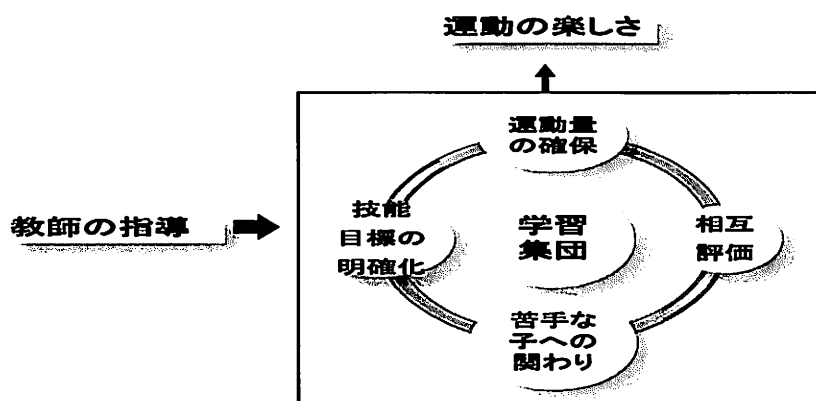 運動の楽しさ
運動量
の確保
教師の指導
技能
目標の
明確化
学習
集団
相互
評価
苦手な
子への
関わり